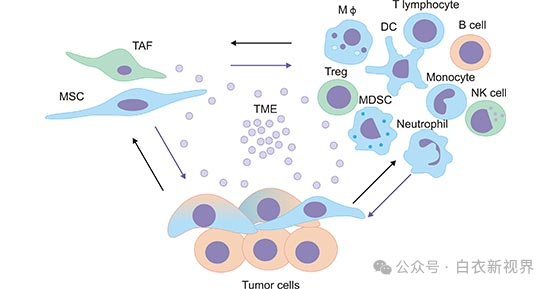 Mϕ
T lymphocyte
DC
B cell
TAF
Treg
Monocyte
MSC
MDSC
NK cell
TME
Neutrophil
Tumor cells
公众号·白衣新视界